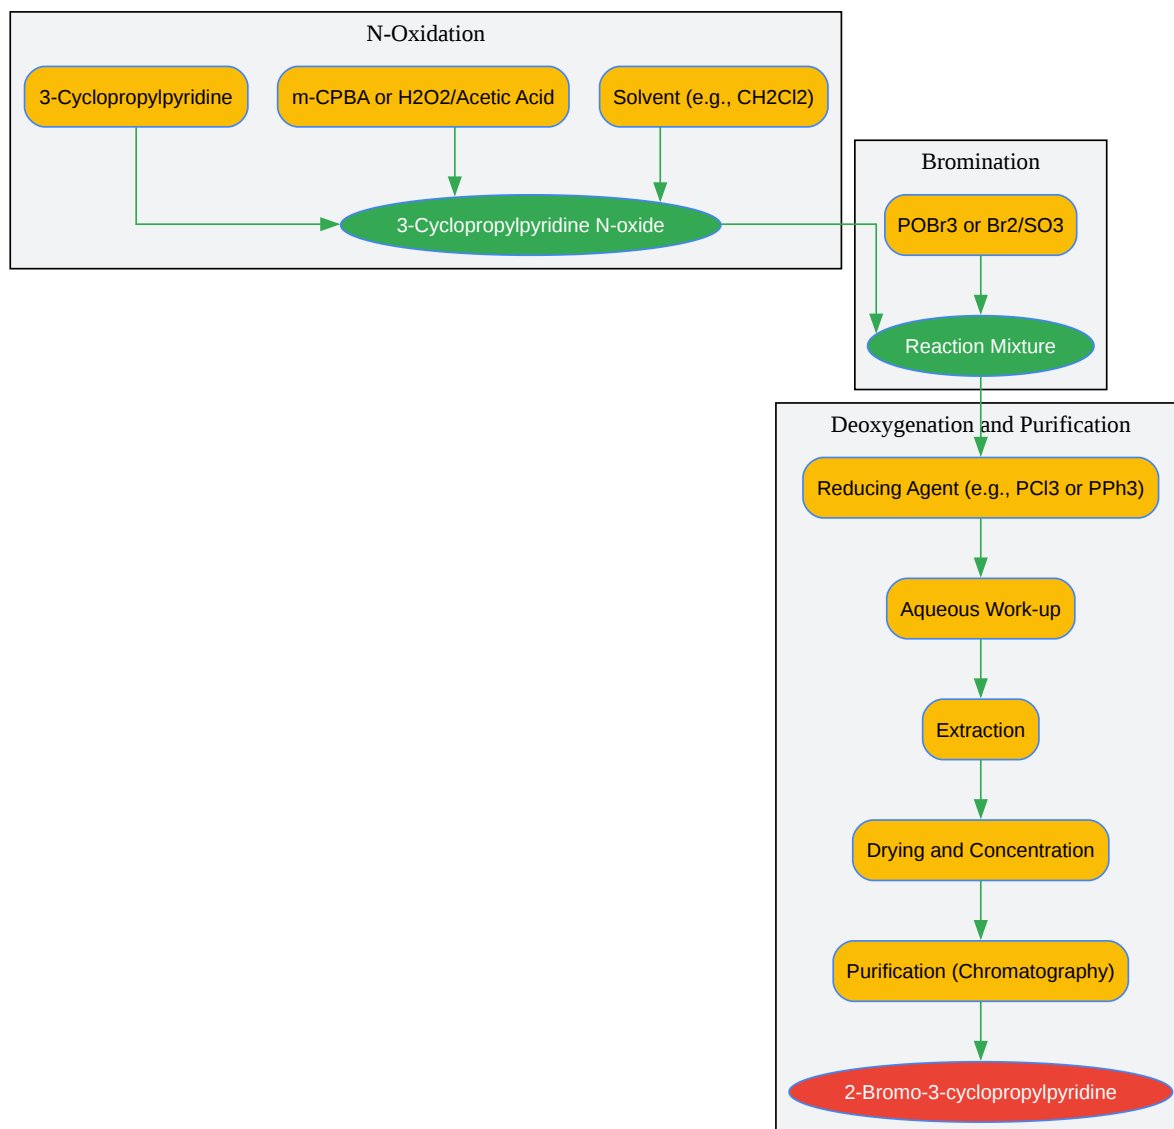 N-Oxidation
3-Cyclopropylpyridine
m-CPBA or H2O2/Acetic Acid
Solvent (e.g., CH2Cl2)
3-Cyclopropylpyridine N-oxide
Bromination
POBr3 or Br2/SO3
Reaction Mixture
Deoxygenation and Purification
Reducing Agent (e.g., PCl3 or PPh3)
Aqueous Work-up
Extraction
Drying and Concentration
Purification (Chromatography)
2-Bromo-3-cyclopropylpyridine